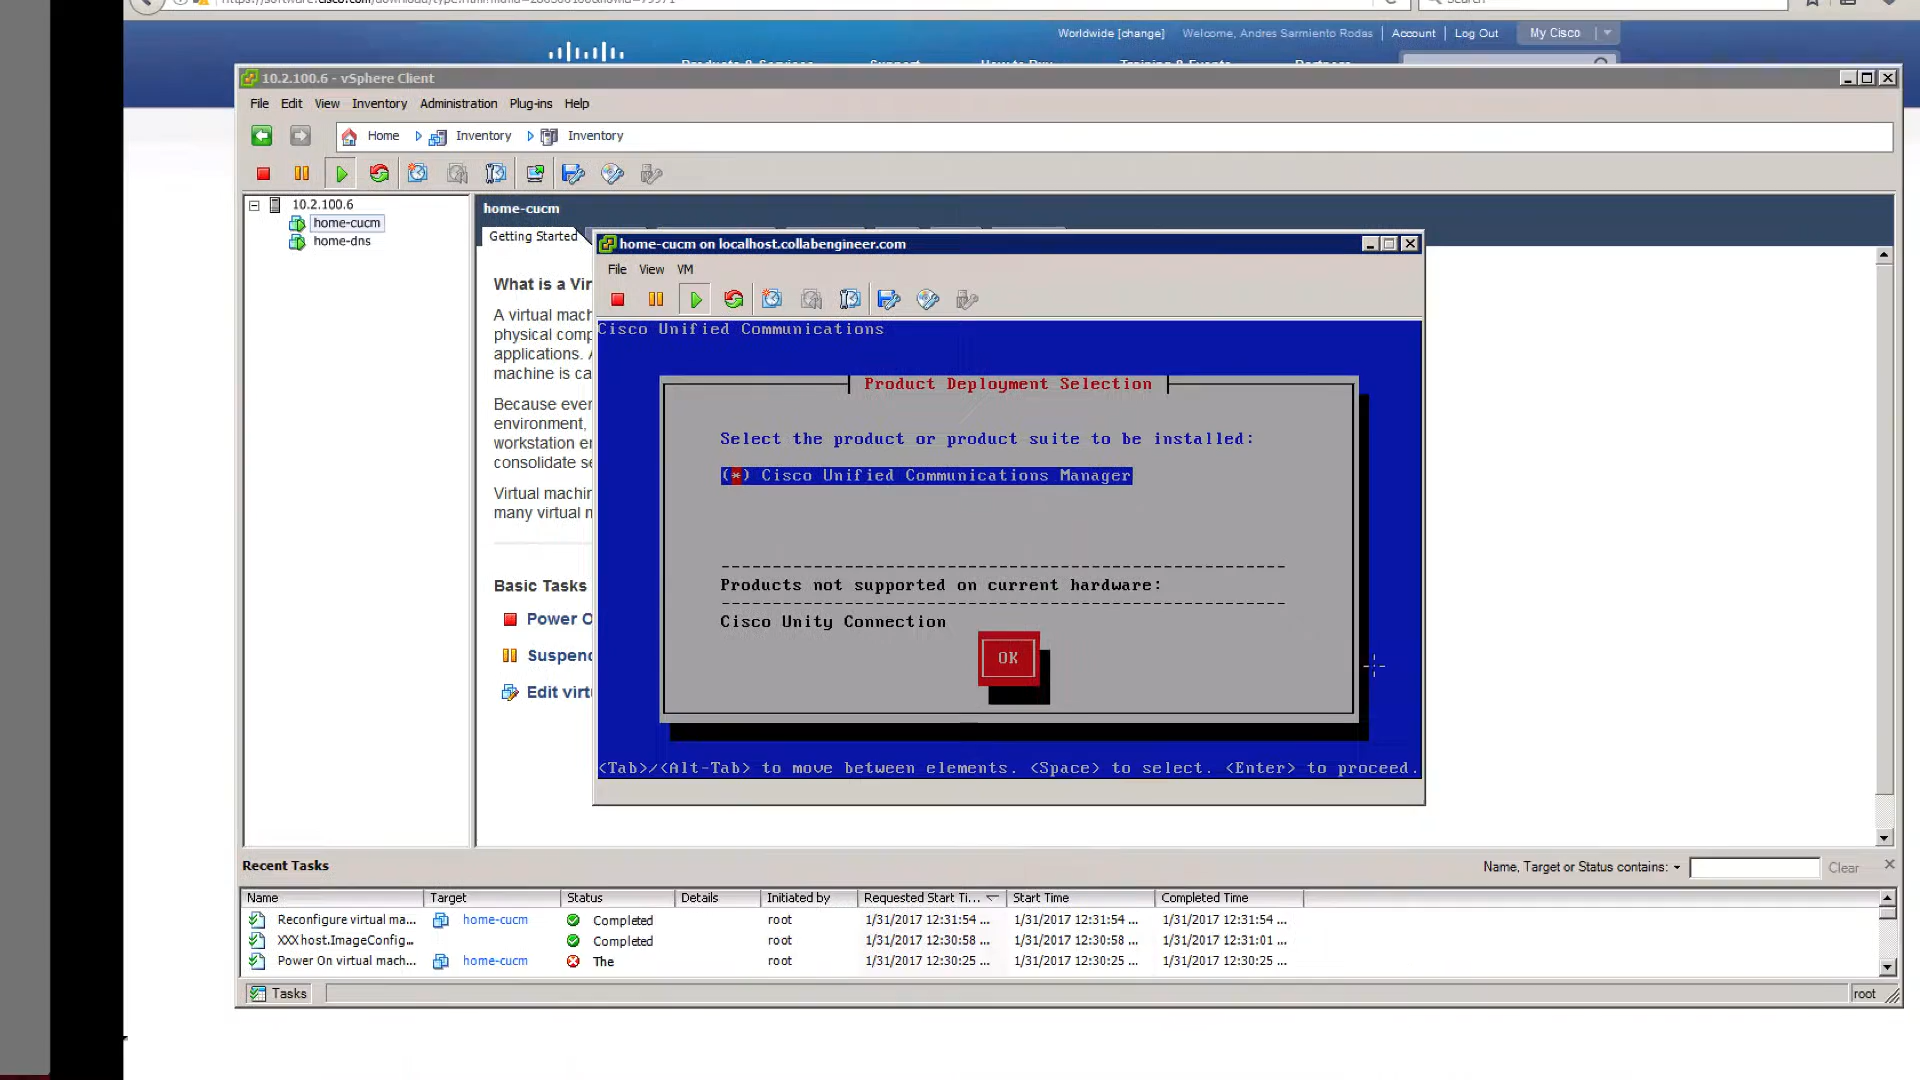 Worldwide [change]
Welcome, Andres Sarmiento Rodas
Account
Log Out
My Cisco
10.2.100.6 - vSphere Client
File Edit View Inventory Administration Plug-ins Help
Home
Inventory
Inventory
10.2.100.6
home-cucm
home-dns
home-cucm
Getting Started
What is a Vir
A virtual mach
physical comp
applications. A
machine is ca
Because ever
environment,
workstation en
consolidate se
Virtual machin
many virtual m
Basic Tasks
Power O
Suspend
Edit virtu
home-cucm on localhost.collabengineer.com
File View VM
Cisco Unified Communications
Product Deployment Selection
Select the product or product suite to be installed:
(*) Cisco Unified Communications Manager
Products not supported on current hardware:
Cisco Unity Connection
OK
<Tab>/<Alt-Tab> to move between elements. <Space> to select. <Enter> to proceed.
Recent Tasks
Name, Target or Status contains:
Clear
Name Target Status Details Initiated by Requested Start Ti... Start Time Completed Time
Reconfigure virtual ma... home-cucm Completed root 1/31/2017 12:31:54 ... 1/31/2017 12:31:54 ... 1/31/2017 12:31:54 ...
XXX host.ImageConfig... Completed root 1/31/2017 12:30:58 ... 1/31/2017 12:30:58 ... 1/31/2017 12:31:01 ...
Power On virtual mach... home-cucm The root 1/31/2017 12:30:25 ... 1/31/2017 12:30:25 ... 1/31/2017 12:30:25 ...
Tasks
root